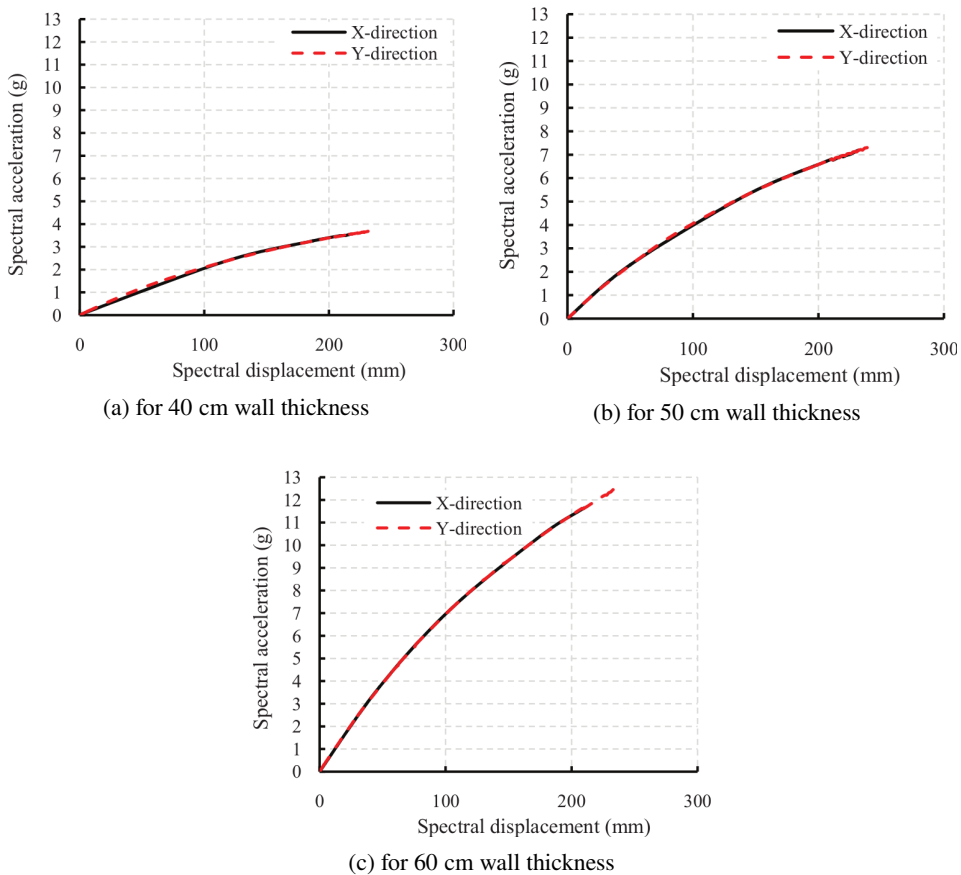 13
12
11
10
9
8
7
6
5
4
3
2
1
0
Spectral acceleration (g)
X-direction
Y-direction
0 100 200 300
Spectral displacement (mm)
(a) for 40 cm wall thickness
13
12
11
10
9
8
7
6
5
4
3
2
1
0
Spectral acceleration (g)
X-direction
Y-direction
0 100 200 300
Spectral displacement (mm)
(b) for 50 cm wall thickness
13
12
11
10
9
8
7
6
5
4
3
2
1
0
Spectral acceleration (g)
X-direction
Y-direction
0 100 200 300
Spectral displacement (mm)
(c) for 60 cm wall thickness